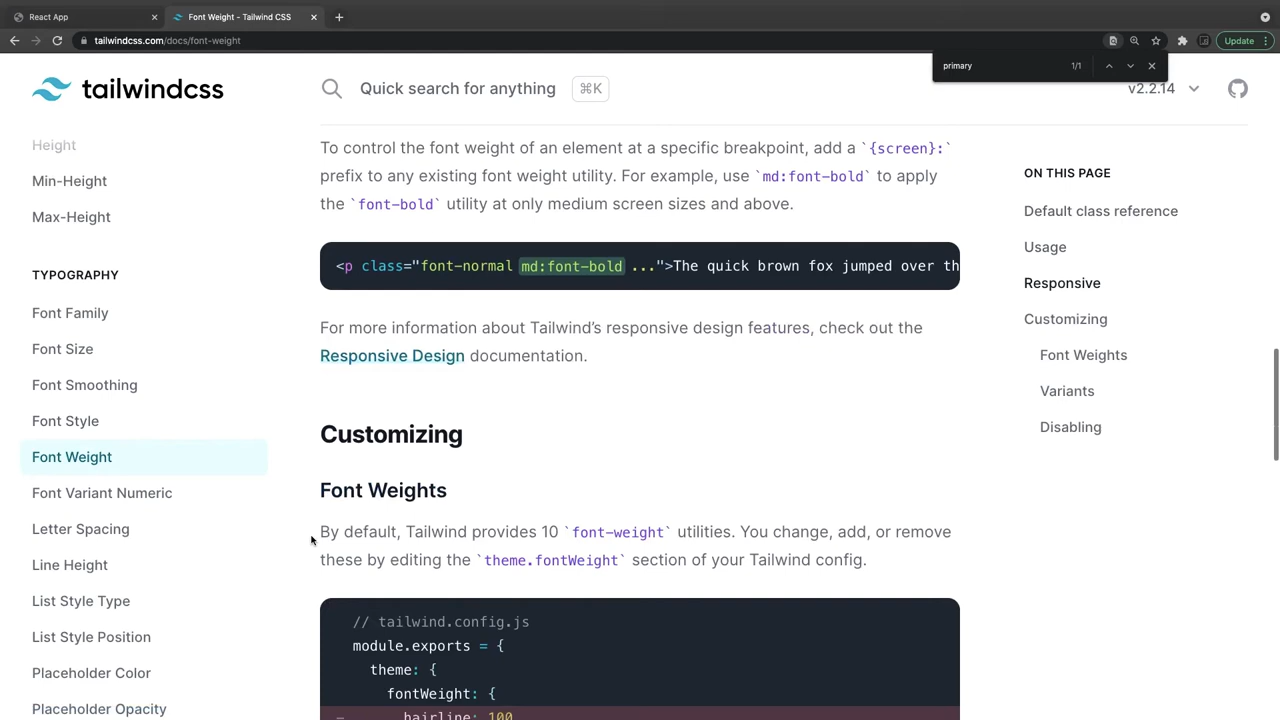 React App
Font Weight - Tailwind CSS
tailwindcss.com/docs/font-weight
Update
primary
1/1
tailwindcss
Quick search for anything
⌘K
v2.2.14
Height
Min-Height
Max-Height
TYPOGRAPHY
Font Family
Font Size
Font Smoothing
Font Style
Font Weight
Font Variant Numeric
Letter Spacing
Line Height
List Style Type
List Style Position
Placeholder Color
Placeholder Opacity
To control the font weight of an element at a specific breakpoint, add a `{screen}:`
prefix to any existing font weight utility. For example, use `md:font-bold` to apply
the `font-bold` utility at only medium screen sizes and above.
<p class="font-normal md:font-bold ...">The quick brown fox jumped over th
For more information about Tailwind’s responsive design features, check out the
Responsive Design documentation.
Customizing
Font Weights
By default, Tailwind provides 10 `font-weight` utilities. You change, add, or remove
these by editing the `theme.fontWeight` section of your Tailwind config.
// tailwind.config.js
module.exports = {
theme: {
fontWeight: {
- hairline: 100
ON THIS PAGE
Default class reference
Usage
Responsive
Customizing
Font Weights
Variants
Disabling